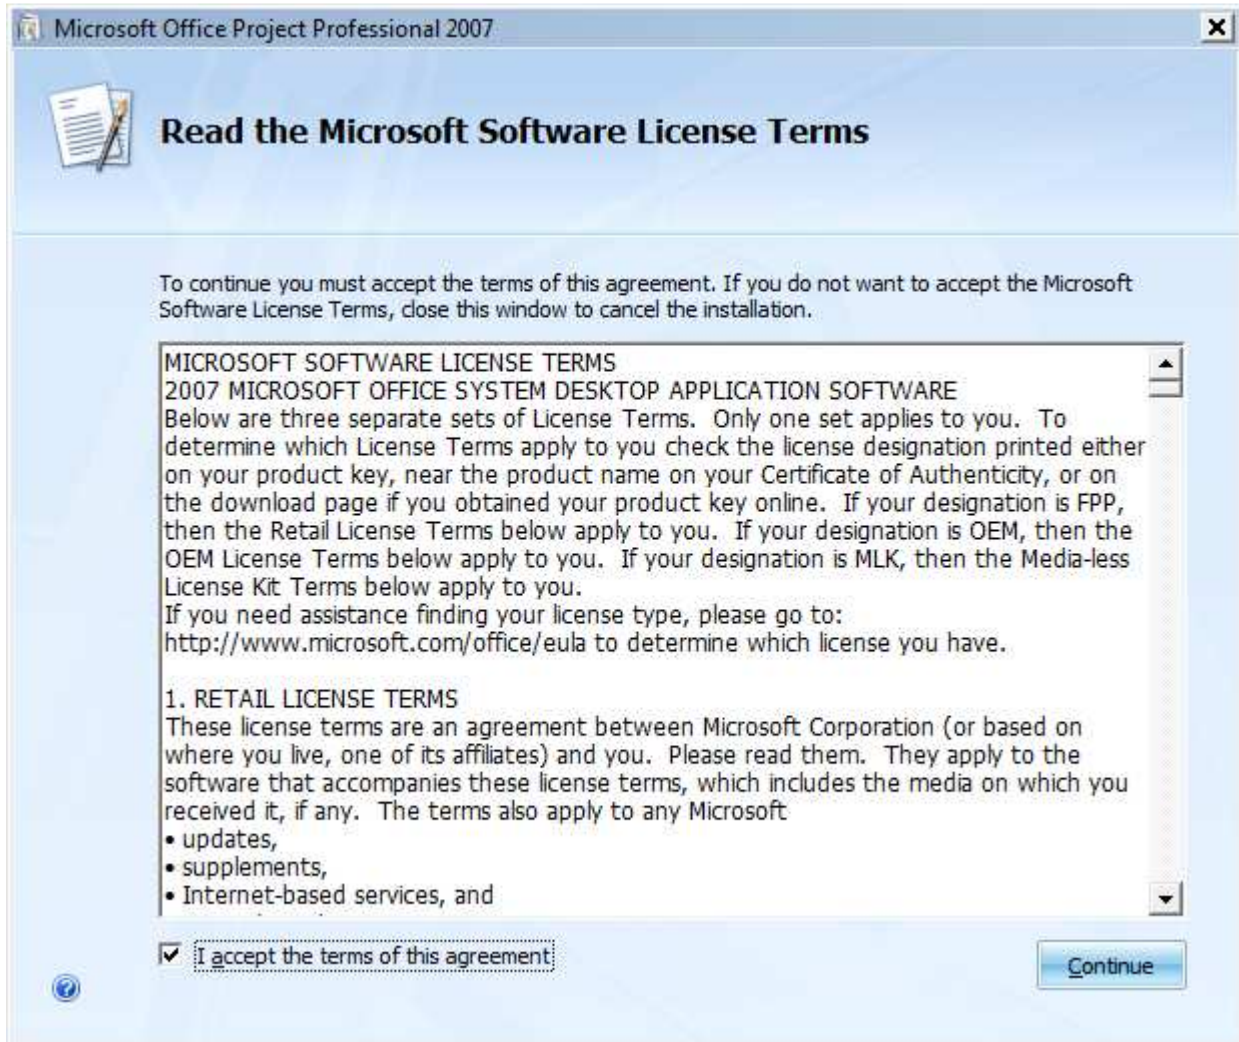 Microsoft Office Project Professional 2007
Read the Microsoft Software License Terms
To continue you must accept the terms of this agreement. If you do not want to accept the Microsoft
Software License Terms, close this window to cancel the installation.
MICROSOFT SOFTWARE LICENSE TERMS
2007 MICROSOFT OFFICE SYSTEM DESKTOP APPLICATION SOFTWARE
Below are three separate sets of License Terms.  Only one set applies to you.  To
determine which License Terms apply to you check the license designation printed either
on your product key, near the product name on your Certificate of Authenticity, or on
the download page if you obtained your product key online.  If your designation is FPP,
then the Retail License Terms below apply to you.  If your designation is OEM, then the
OEM License Terms below apply to you.  If your designation is MLK, then the Media-less
License Kit Terms below apply to you.
If you need assistance finding your license type, please go to:
http://www.microsoft.com/office/eula to determine which license you have.
1. RETAIL LICENSE TERMS
These license terms are an agreement between Microsoft Corporation (or based on
where you live, one of its affiliates) and you.  Please read them.  They apply to the
software that accompanies these license terms, which includes the media on which you
received it, if any.  The terms also apply to any Microsoft
• updates,
• supplements,
• Internet-based services, and
I accept the terms of this agreement
Continue